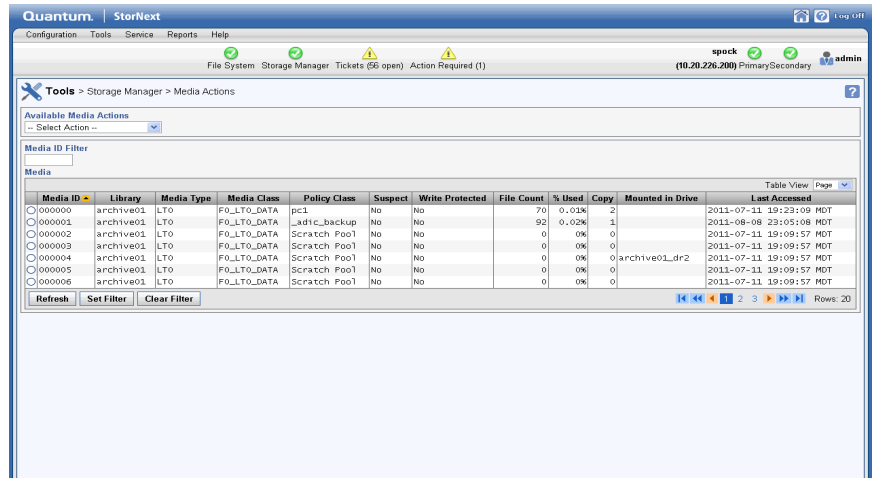 Quantum. StorNext Log Off
Configuration Tools Service Reports Help
File System Storage Manager Tickets (56 open) Action Required (1) spock (10.20.226.200) Primary Secondary admin
Tools > Storage Manager > Media Actions
Available Media Actions
-- Select Action --
Media ID Filter
Media
Table View Page
Media ID Library Media Type Media Class Policy Class Suspect Write Protected File Count % Used Copy Mounted in Drive Last Accessed
000000 archive01 LTO F0_LTO_DATA pc1 No No 70 0.01% 2 2011-07-11 19:23:09 MDT
000001 archive01 LTO F0_LTO_DATA _adic_backup No No 92 0.02% 1 2011-08-08 23:05:08 MDT
000002 archive01 LTO F0_LTO_DATA Scratch Pool No No 0 0% 0 2011-07-11 19:09:57 MDT
000003 archive01 LTO F0_LTO_DATA Scratch Pool No No 0 0% 0 2011-07-11 19:09:57 MDT
000004 archive01 LTO F0_LTO_DATA Scratch Pool No No 0 0% 0 archive01_dr2 2011-07-11 19:09:57 MDT
000005 archive01 LTO F0_LTO_DATA Scratch Pool No No 0 0% 0 2011-07-11 19:09:57 MDT
000006 archive01 LTO F0_LTO_DATA Scratch Pool No No 0 0% 0 2011-07-11 19:09:57 MDT
Refresh Set Filter Clear Filter 1 2 3 Rows: 20